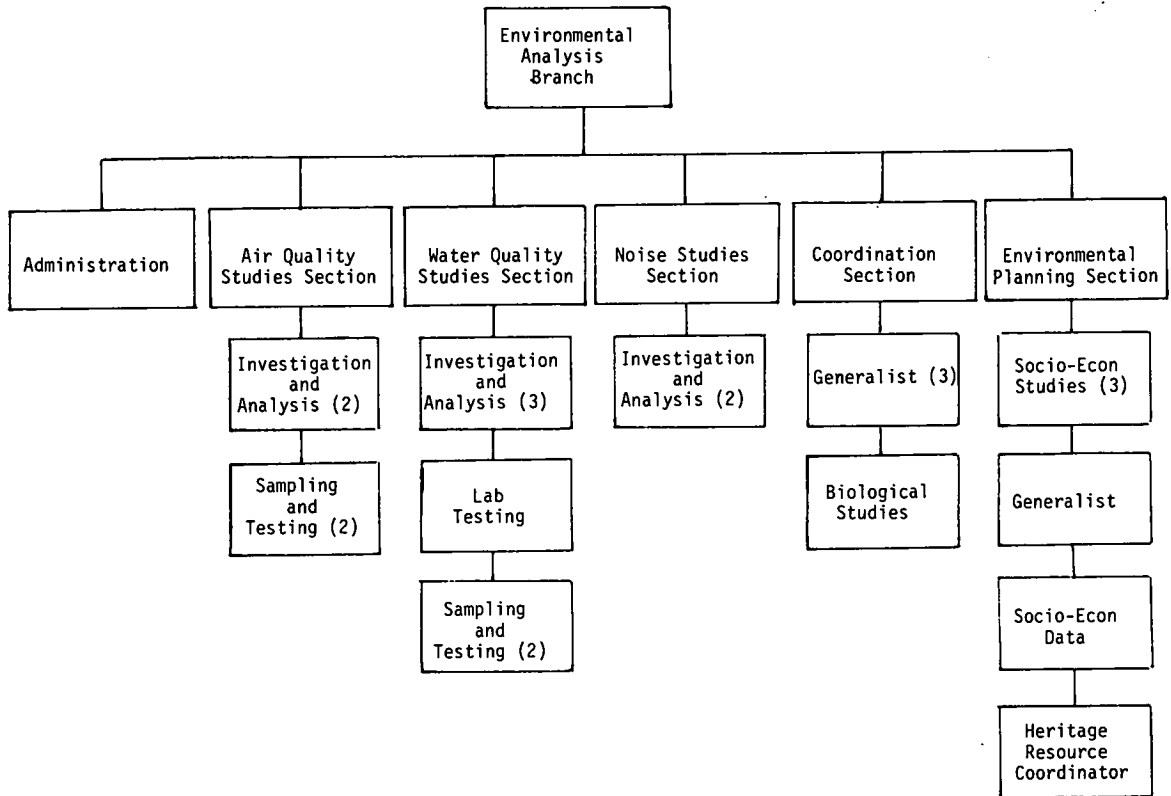 Environmental
Analysis
Branch
Administration
Air Quality
Studies Section
Water Quality
Studies Section
Noise Studies
Section
Coordination
Section
Environmental
Planning Section
Investigation
and
Analysis (2)
Investigation
and
Analysis (3)
Investigation
and
Analysis (2)
Generalist (3)
Socio-Econ
Studies (3)
Sampling
and
Testing (2)
Lab
Testing
Biological
Studies
Generalist
Sampling
and
Testing (2)
Socio-Econ
Data
Heritage
Resource
Coordinator